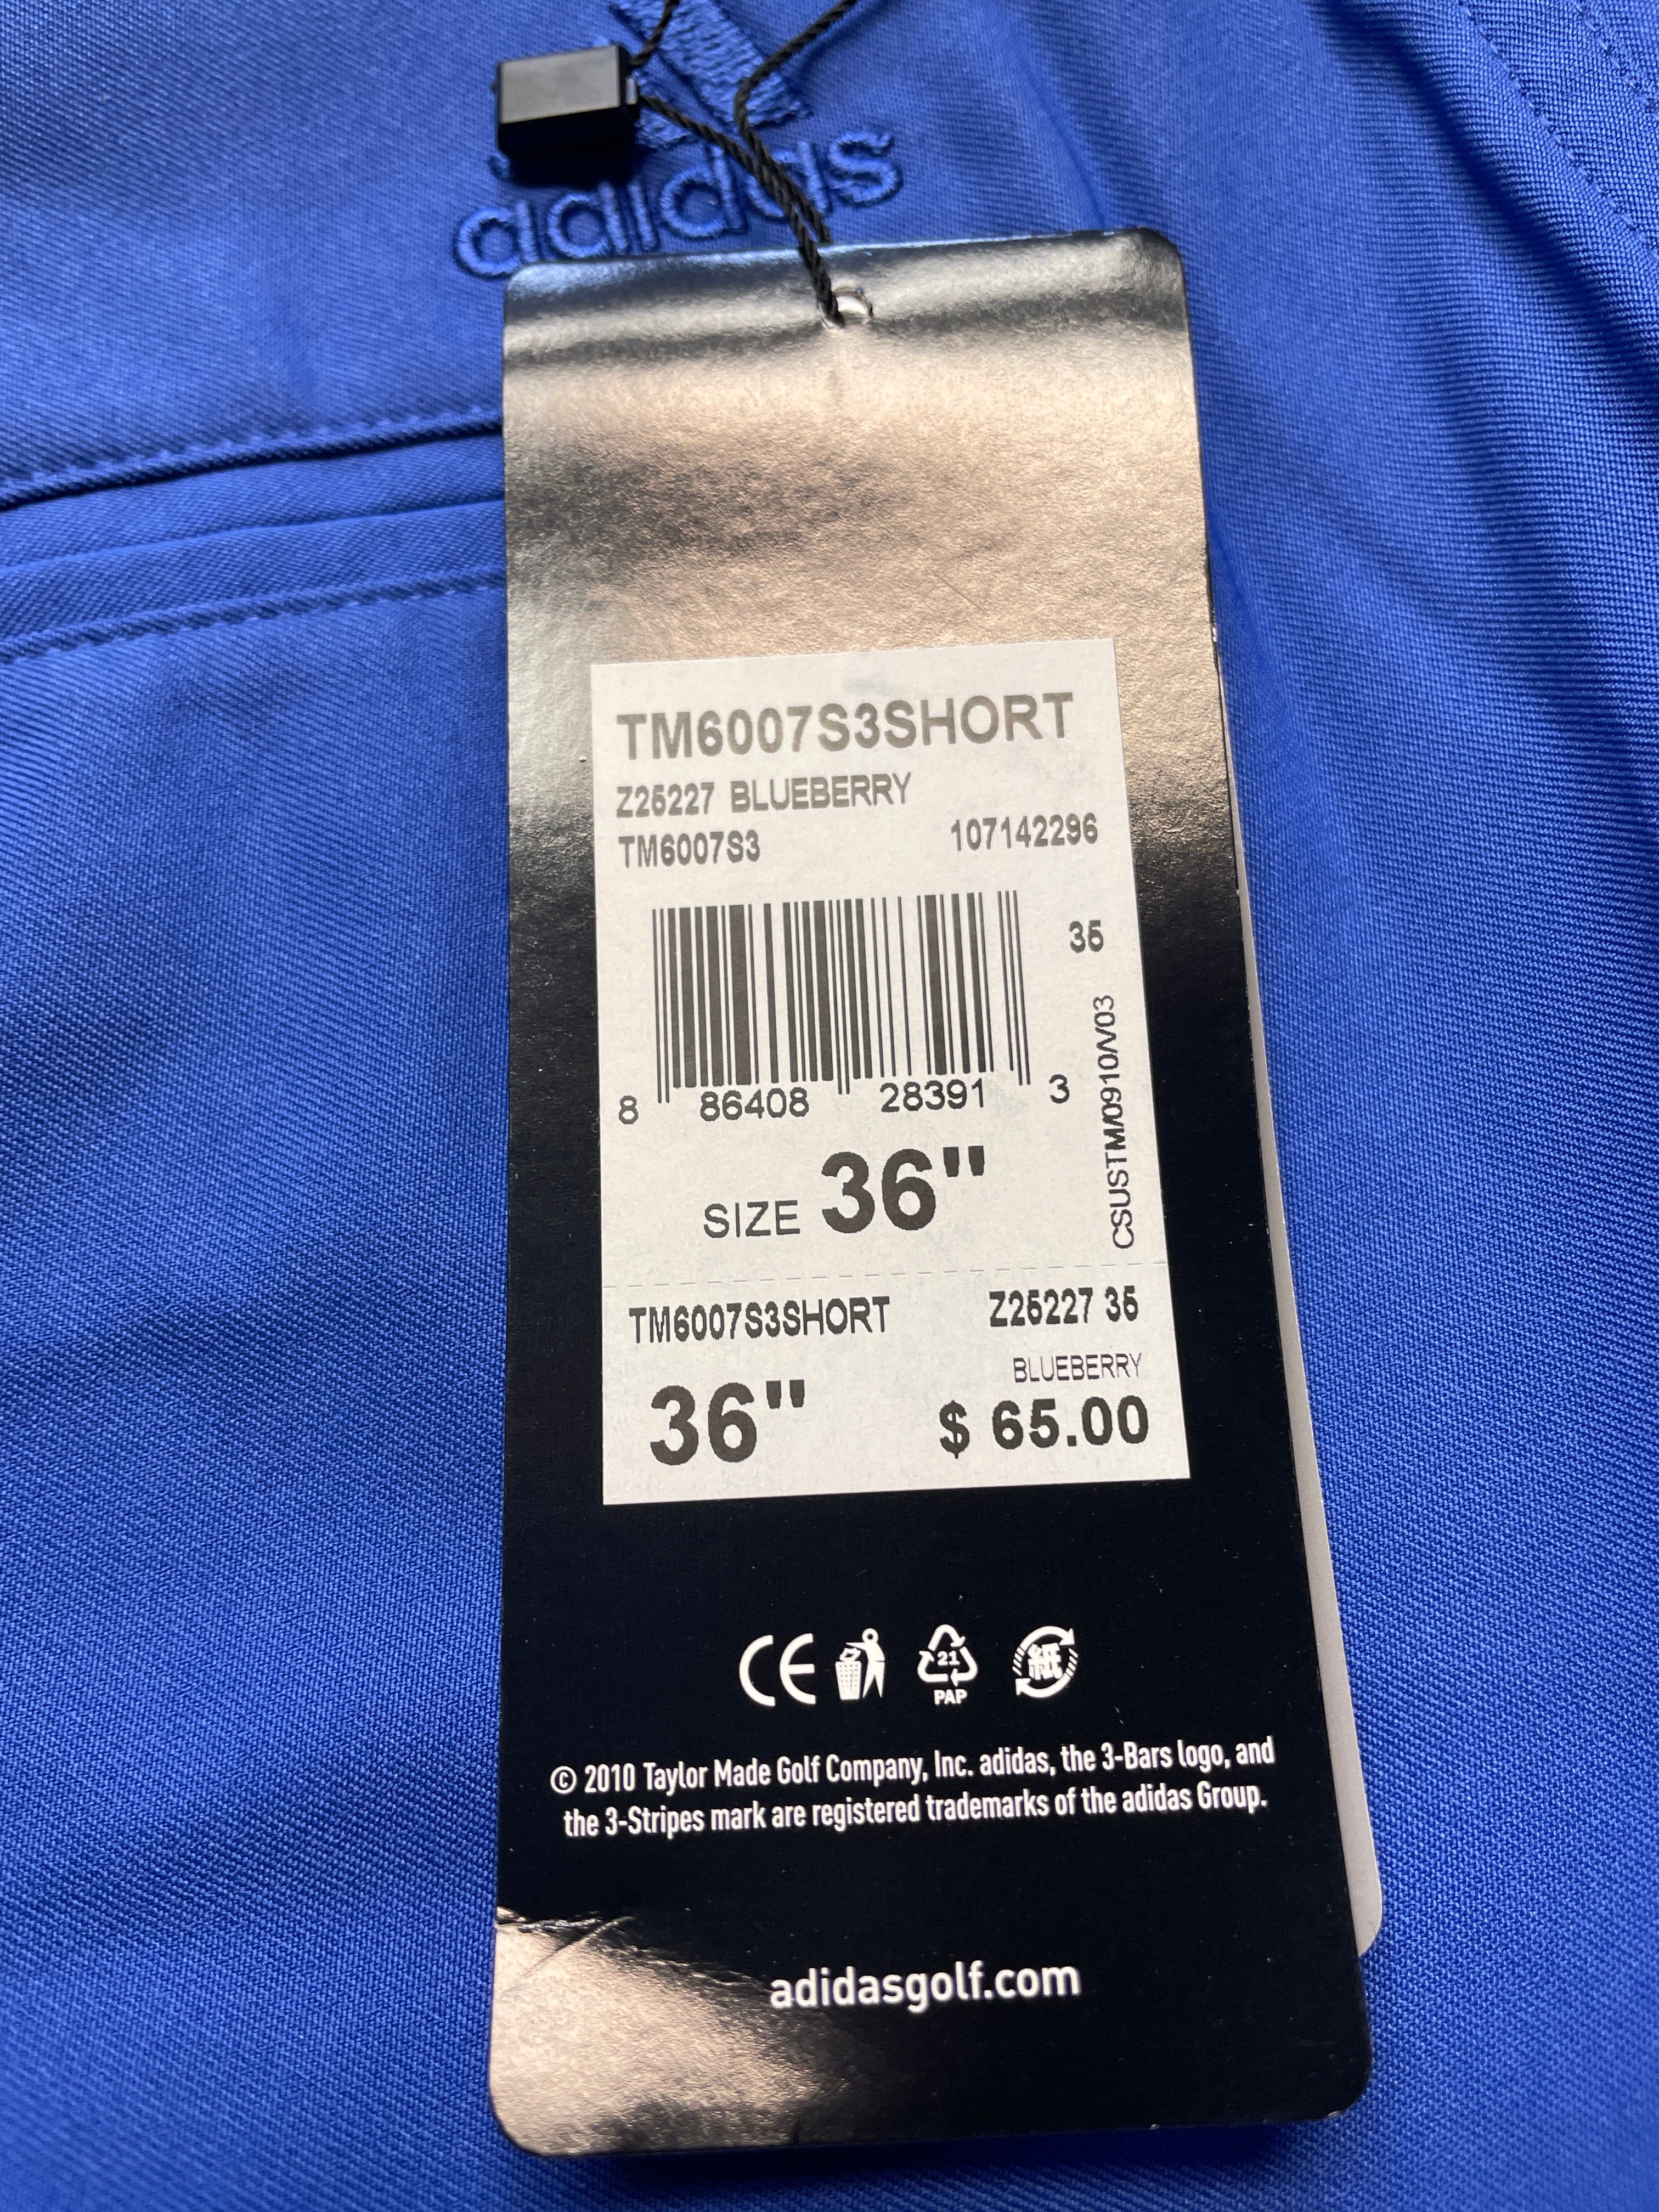 adidas
TM6007S3SHORT
Z25227 BLUEBERRY
TM6007S3 107142296
35
CSUSTMA0910/V03
8 86408 28391 3
SIZE 36"
TM6007S3SHORT Z25227 35
BLUEBERRY
36" $ 65.00
CE
21
PAP
紙
© 2010 Taylor Made Golf Company, Inc. adidas, the 3-Bars logo, and
the 3-Stripes mark are registered trademarks of the adidas Group.
adidasgolf.com